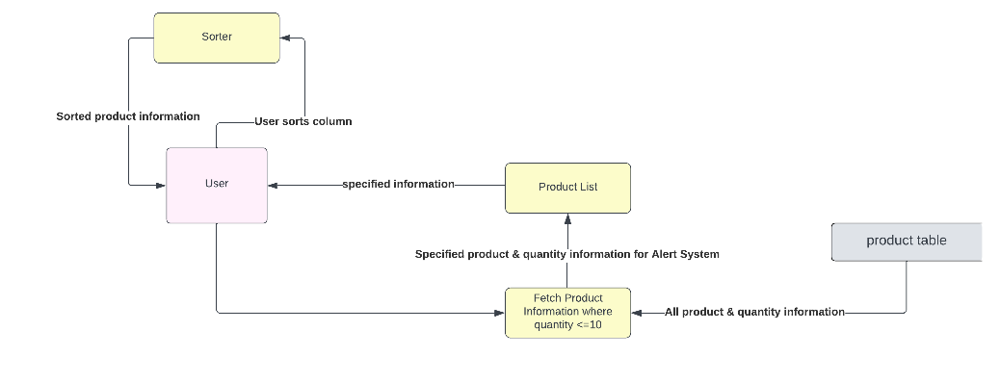 Sorter
Sorted product information
User sorts column
User
specified information
Product List
product table
Specified product & quantity information for Alert System
Fetch Product
Information where
quantity <=10
All product & quantity information